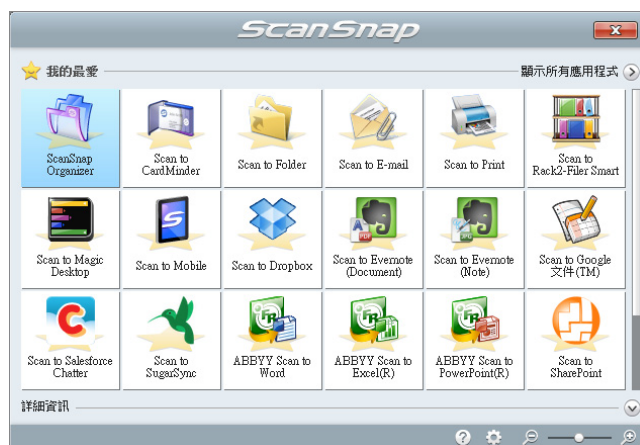 ScanSnap
我的最愛
顯示所有應用程式
ScanSnap
Organizer
Scan to
CardMinder
Scan to Folder
Scan to E-mail
Scan to Print
Scan to
Rack2-Filer Smart
Scan to Magic
Desktop
Scan to Mobile
Scan to Dropbox
Scan to Evernote
(Document)
Scan to Evernote
(Note)
Scan to Google
文件(TM)
Scan to Salesforce
Chatter
Scan to
SugarSync
ABBYY Scan to
Word
ABBYY Scan to
Excel(R)
ABBYY Scan to
PowerPoint(R)
Scan to
SharePoint
詳細資訊